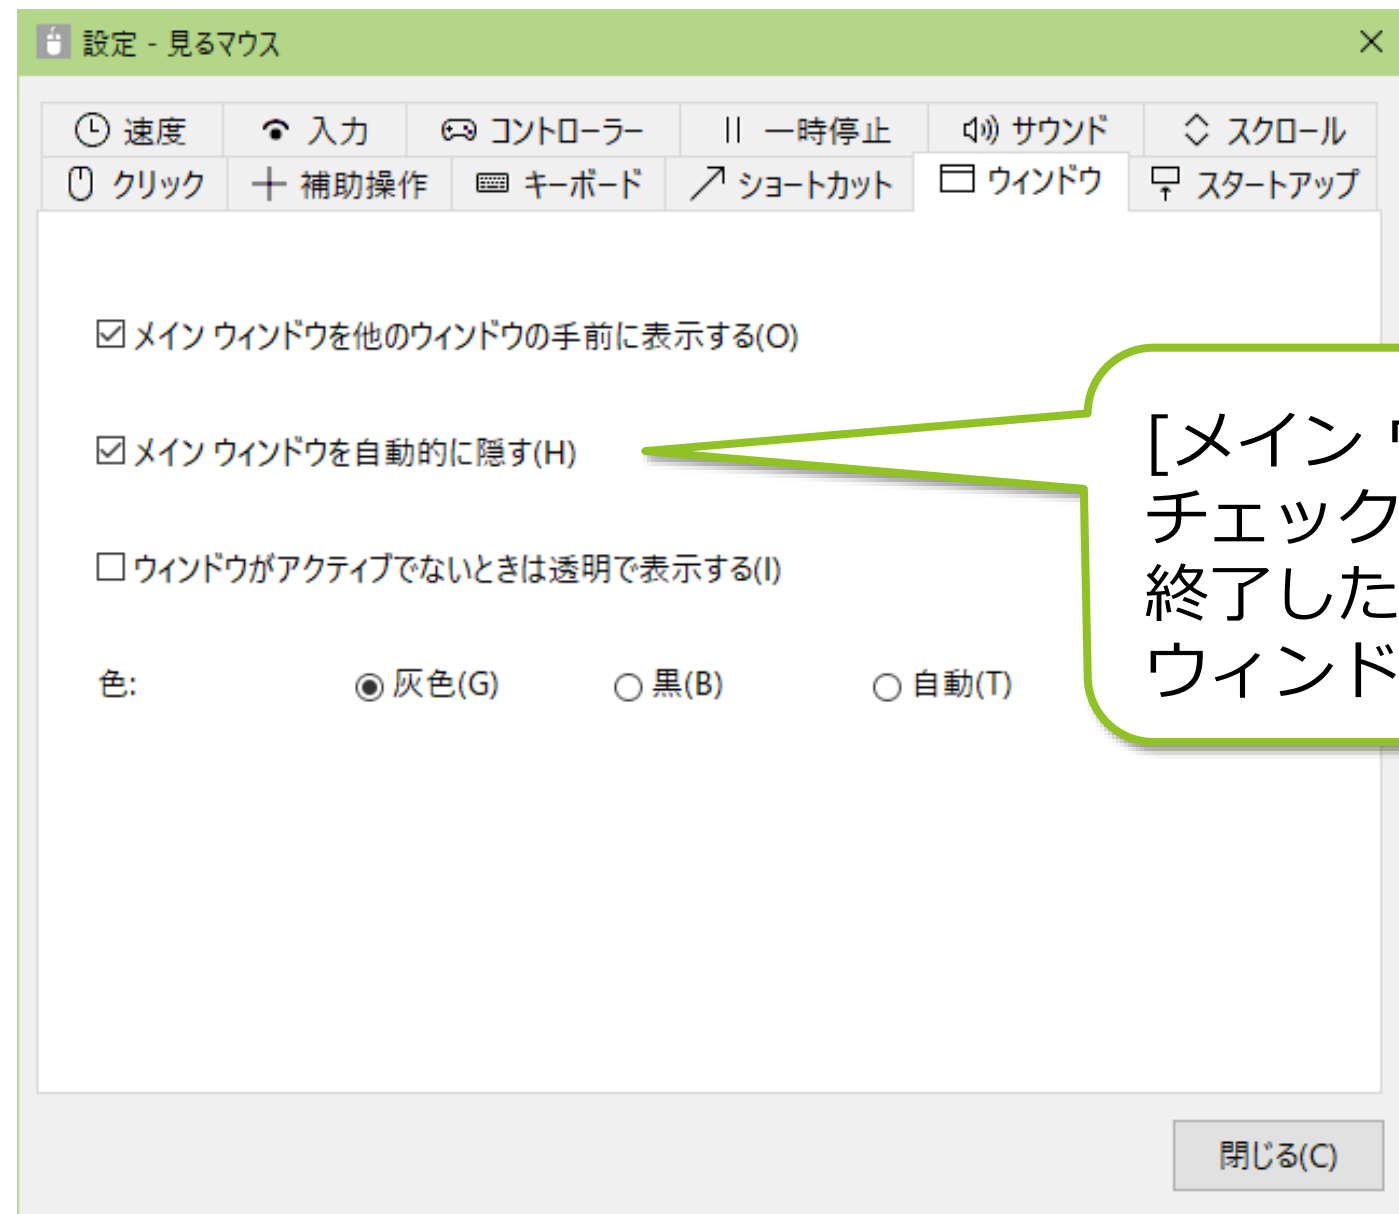 設定 - 見るマウス
速度 入力 コントローラー 一時停止 サウンド スクロール
クリック 補助操作 キーボード ショートカット ウィンドウ スタートアップ
メイン ウィンドウを他のウィンドウの手前に表示する(O)
メイン ウィンドウを自動的に隠す(H)
ウィンドウがアクティブでないときは透明で表示する(I)
色: 灰色(G) 黒(B) 自動(T)
[メイン
チェック
終了した
ウィンド
閉じる(C)